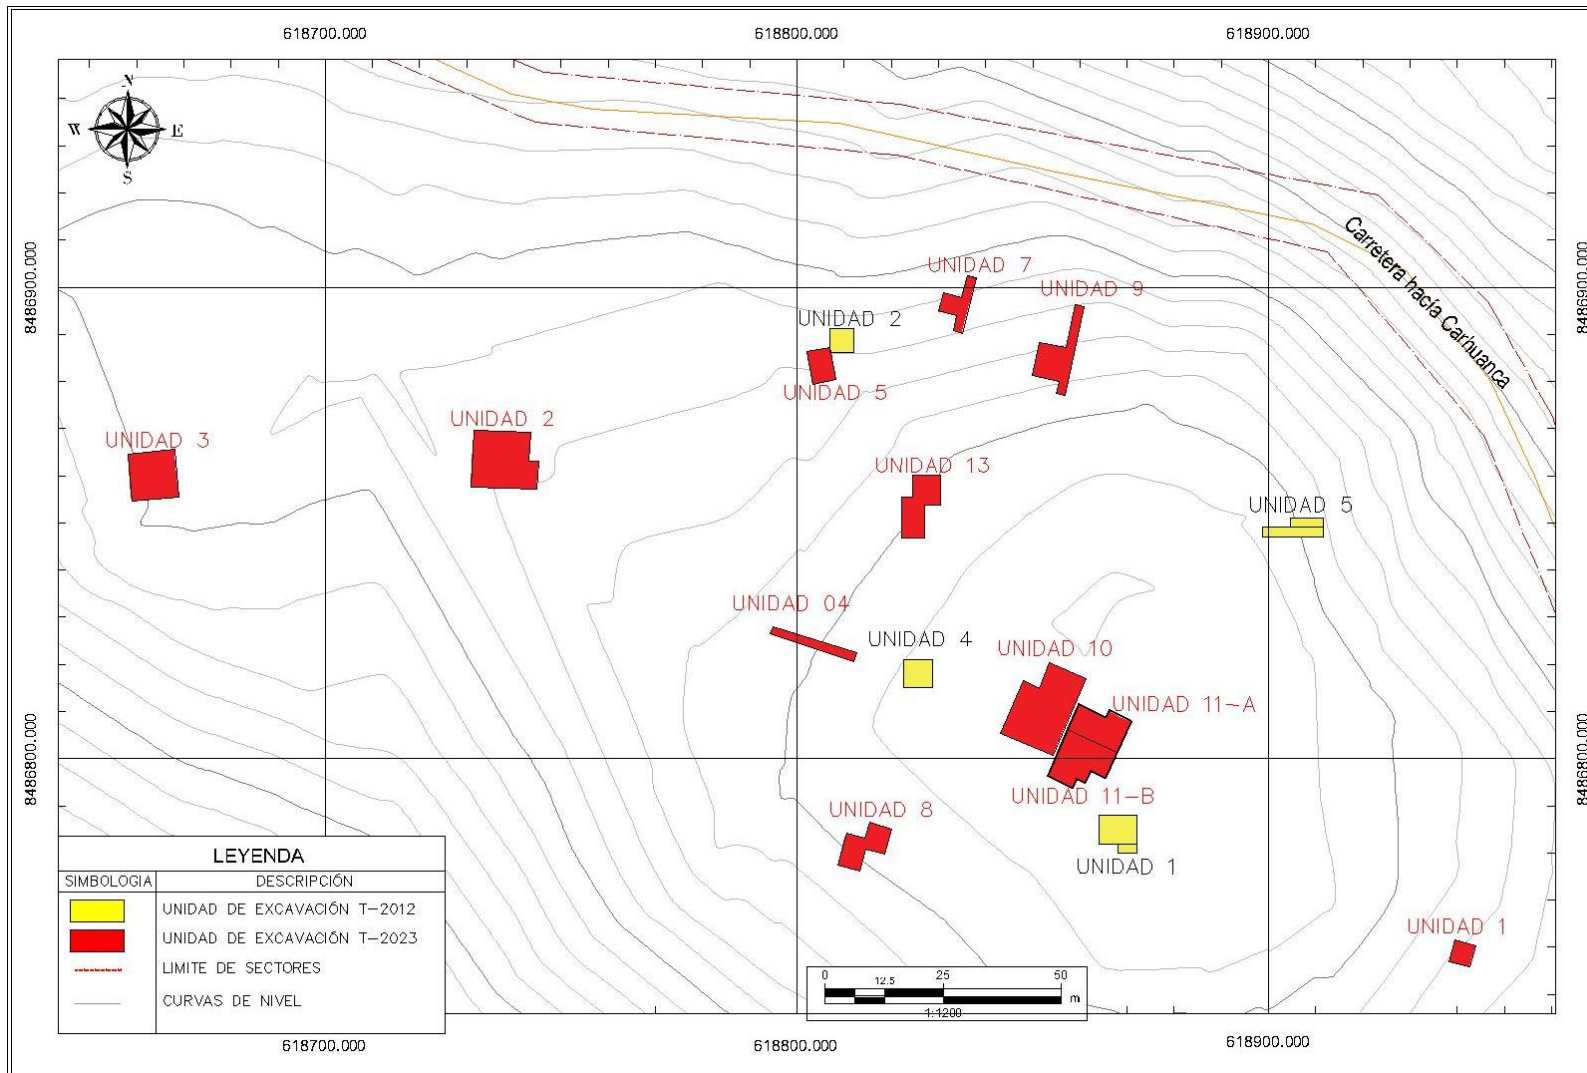 618700.000
618800.000
618900.000
N
W
E
S
8486900.000
8486900.000
Carretera hacía Carhuanca
UNIDAD 7
UNIDAD 9
UNIDAD 2
UNIDAD 5
UNIDAD 3
UNIDAD 2
UNIDAD 13
UNIDAD 5
UNIDAD 04
UNIDAD 4
UNIDAD 10
UNIDAD 11-A
8486800.000
8486800.000
UNIDAD 11-B
UNIDAD 8
UNIDAD 1
UNIDAD 1
LEYENDA
SIMBOLOGIA
DESCRIPCIÓN
UNIDAD DE EXCAVACIÓN T-2012
UNIDAD DE EXCAVACIÓN T-2023
LIMITE DE SECTORES
CURVAS DE NIVEL
0
12.5
25
50
m
1:1200
618700.000
618800.000
618900.000